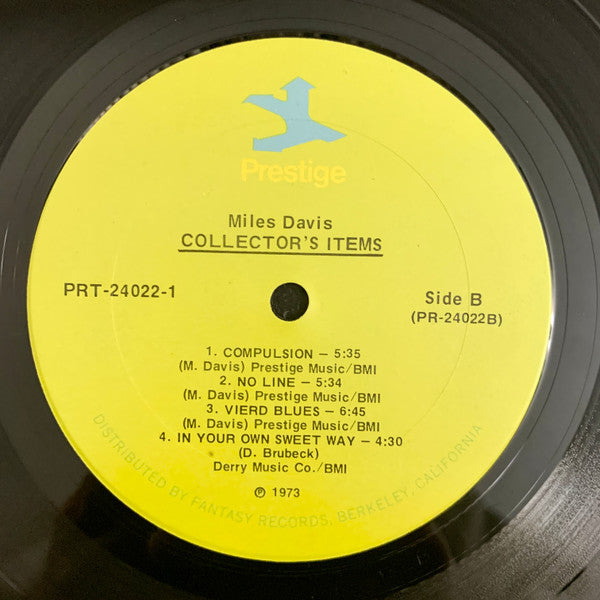 Prestige
Miles Davis
COLLECTOR'S ITEMS
PRT-24022-1
Side B
(PR-24022B)
1. COMPULSION — 5:35
(M. Davis) Prestige Music/BMI
2. NO LINE — 5:34
(M. Davis) Prestige Music/BMI
3. VIERD BLUES — 6:45
(M. Davis) Prestige Music/BMI
4. IN YOUR OWN SWEET WAY — 4:30
(D. Brubeck)
Derry Music Co./BMI
℗ 1973
DISTRIBUTED BY FANTASY RECORDS, BERKELEY, CALIFORNIA